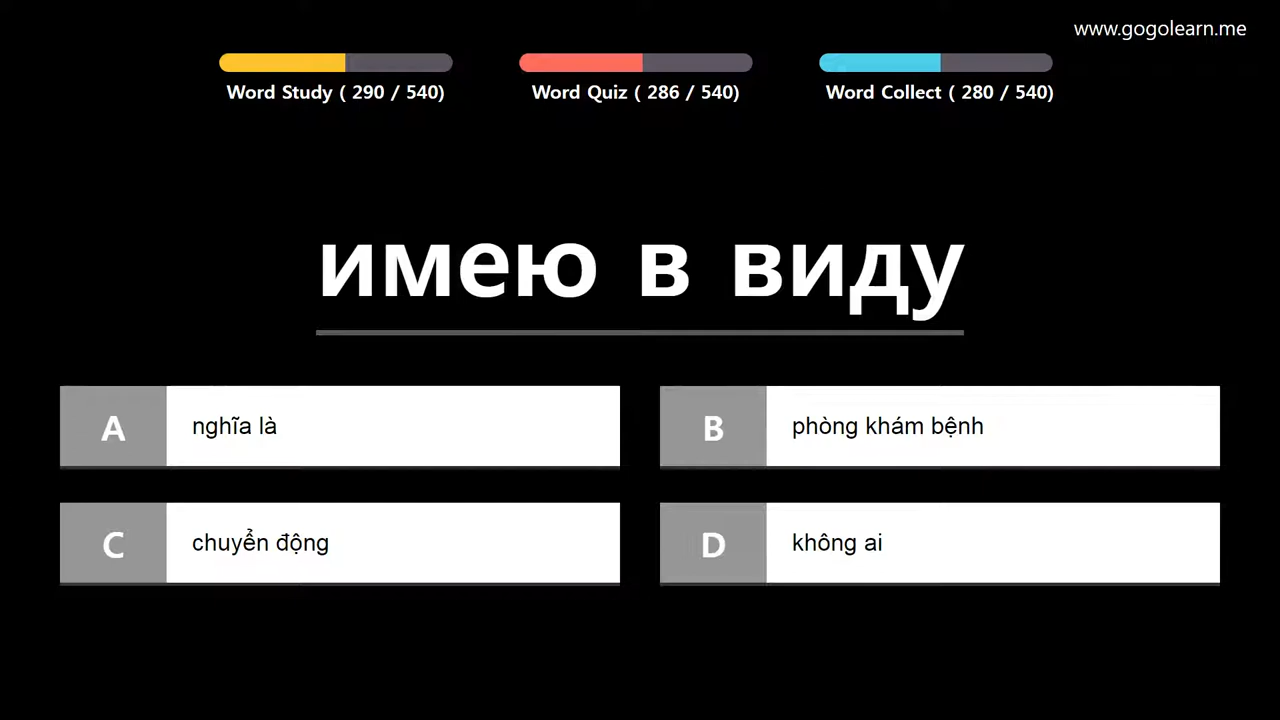 www.gogolearn.me
Word Study ( 290 / 540)
Word Quiz ( 286 / 540)
Word Collect ( 280 / 540)
имею в виду
A
nghĩa là
B
phòng khám bệnh
C
chuyển động
D
không ai